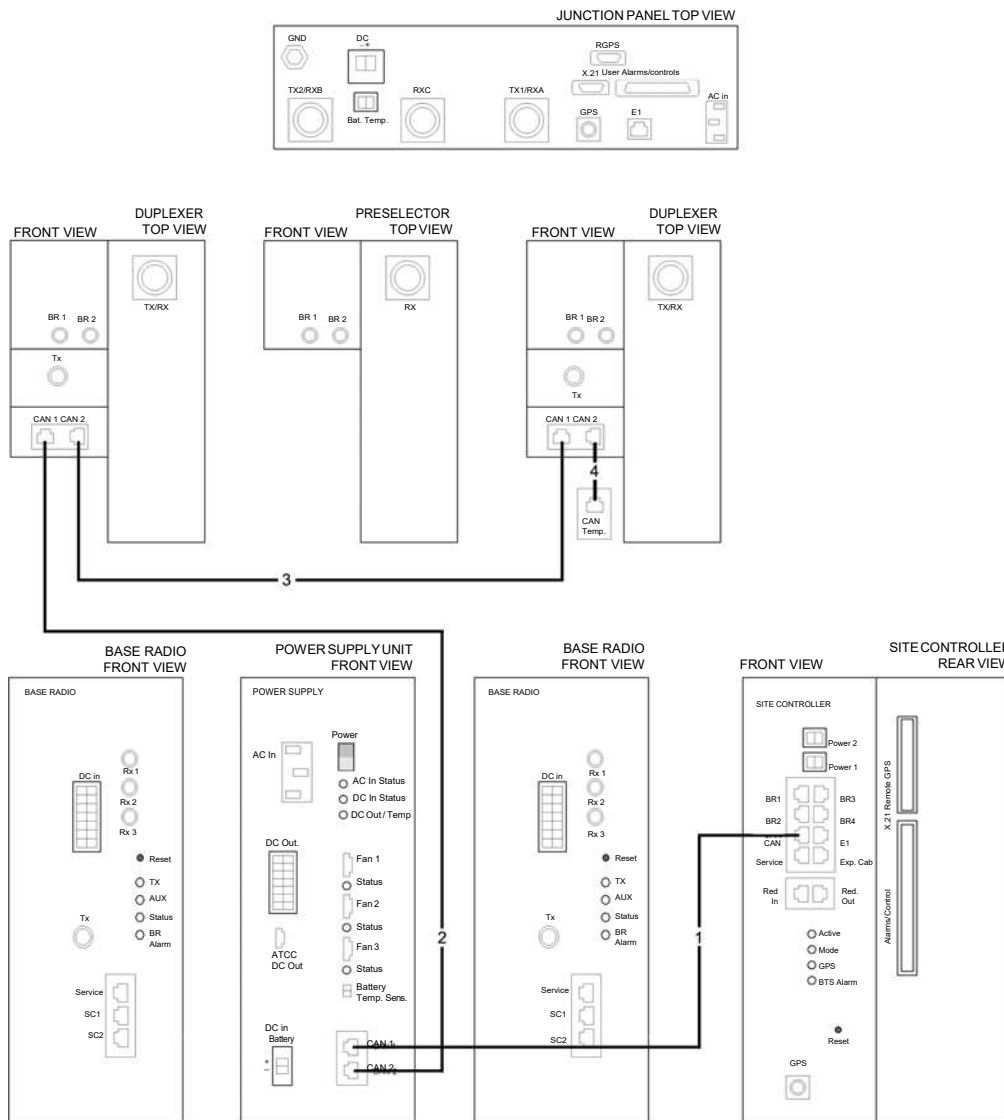 JUNCTION PANEL TOP VIEW
GND
DC
- +
RGPS
X.21 User Alarms/controls
TX2/RXB
RXC
TX1/RXA
AC in
Bat. Temp.
GPS
E1
DUPLEXER
FRONT VIEW TOP VIEW
TX/RX
BR 1 BR 2
Tx
CAN 1 CAN 2
PRESELECTOR
FRONT VIEW TOP VIEW
RX
BR 1 BR 2
DUPLEXER
FRONT VIEW TOP VIEW
TX/RX
BR 1 BR 2
Tx
CAN 1 CAN 2
4
CAN
Temp.
3
BASE RADIO
FRONT VIEW
BASE RADIO
DC in
Rx 1
Rx 2
Rx 3
Reset
TX
AUX
Status
BR
Alarm
Tx
Service
SC1
SC2
POWER SUPPLY UNIT
FRONT VIEW
POWER SUPPLY
Power
AC In
AC In Status
DC In Status
DC Out / Temp
DC Out.
Fan 1
Status
Fan 2
Status
Fan 3
Status
ATCC
DC Out
Battery
Temp. Sens.
DC in
Battery
+
-
CAN 1
CAN 2
2
BASE RADIO
FRONT VIEW
BASE RADIO
DC in
Rx 1
Rx 2
Rx 3
Reset
TX
AUX
Status
BR
Alarm
Tx
Service
SC1
SC2
1
SITE CONTROLLER
FRONT VIEW REAR VIEW
SITE CONTROLLER
Power 2
Power 1
BR1 BR3
BR2 BR4
CAN E1
Service Exp. Cab
Red In
Red. Out
Active
Mode
GPS
BTS Alarm
Reset
GPS
X.21 Remote GPS
Alarms/Control